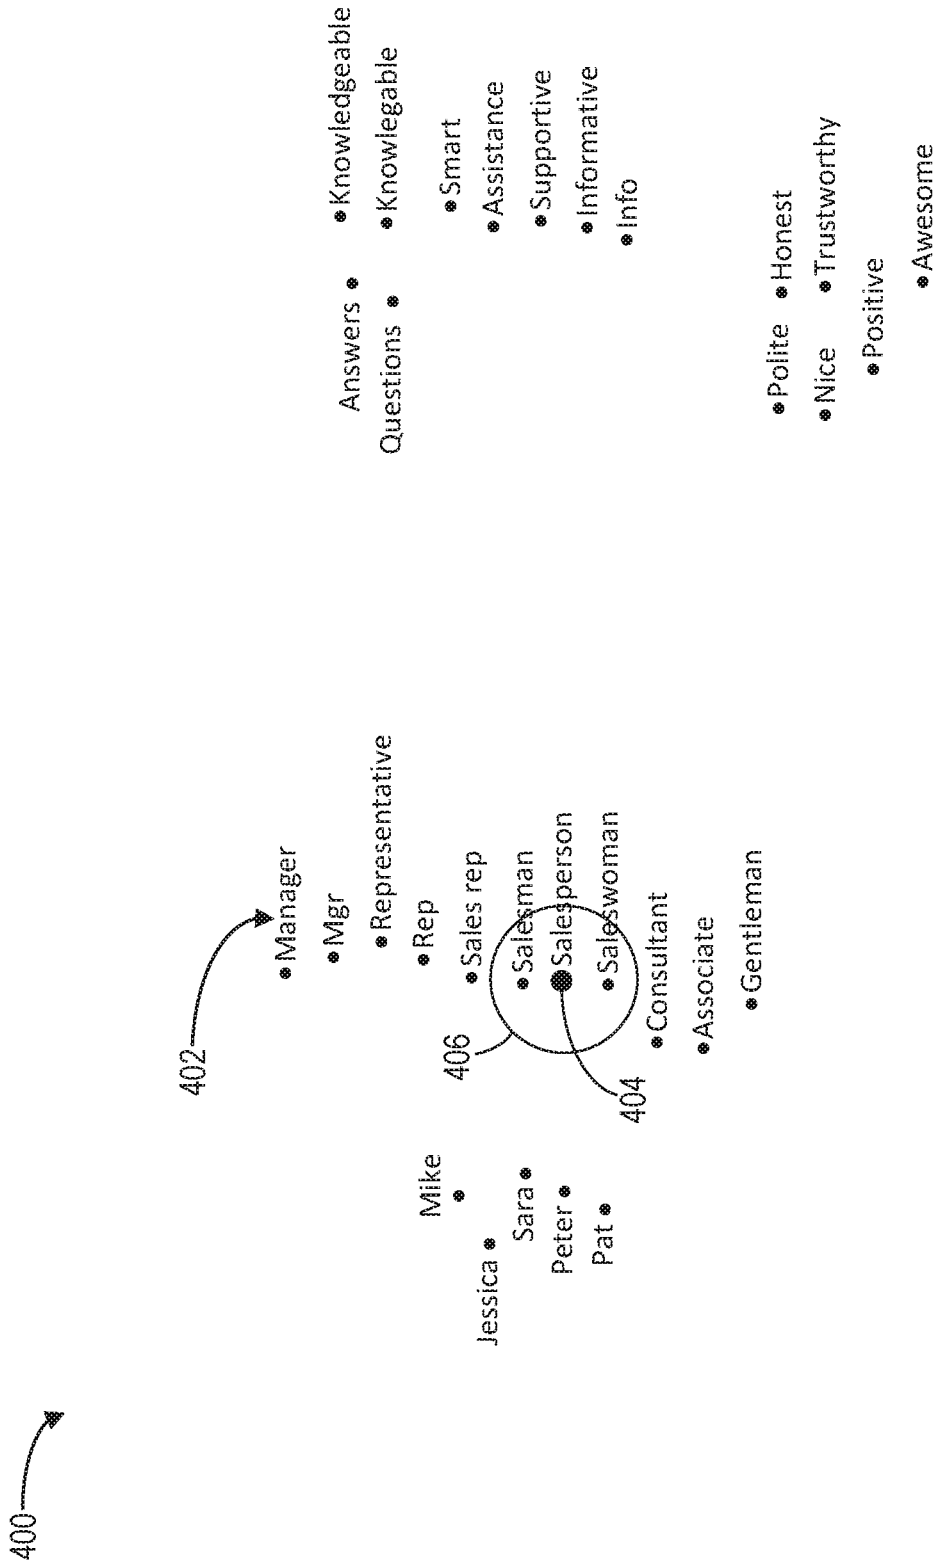 400
402
Manager
Mgr
Representative
Rep
Sales rep
Salesman
Salesperson
Saleswoman
Consultant
Associate
Gentleman
406
404
Mike
Jessica
Sara
Peter
Pat
Answers
Questions
Knowledgeable
Knowlegable
Smart
Assistance
Supportive
Informative
Info
Polite
Honest
Nice
Trustworthy
Positive
Awesome